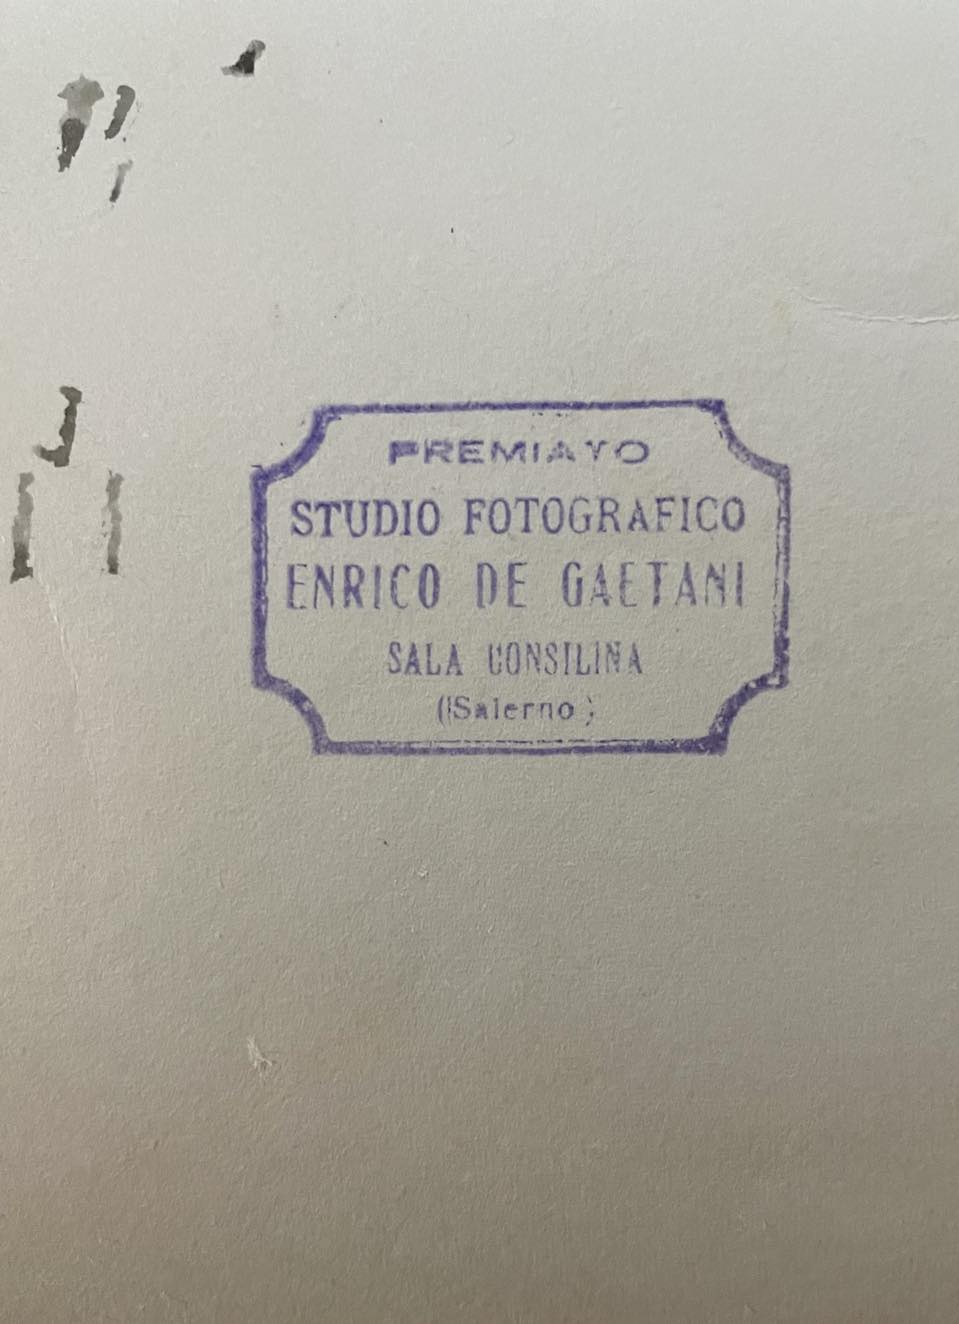 PREMIATO
STUDIO FOTOGRAFICO
ENRICO DE GAETANI
SALA CONSILINA
(Salerno)